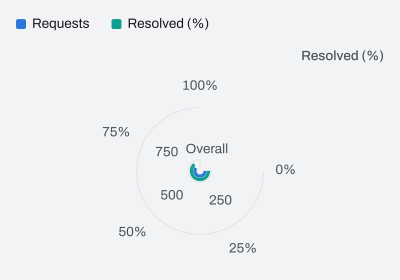 Requests
Resolved (%)
Resolved (%)
100%
75%
750
Overall
0%
500
250
50%
25%